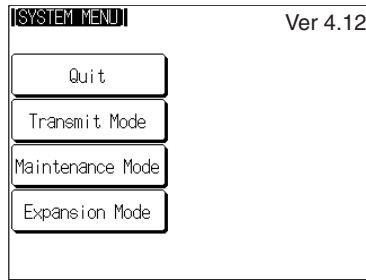 [SYSTEM MENU]
Ver 4.12
Quit
Transmit Mode
Maintenance Mode
Expansion Mode